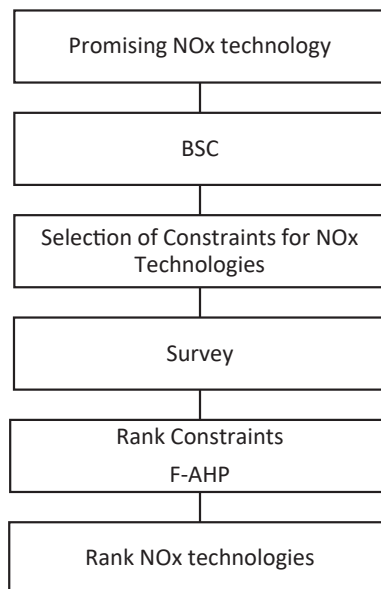 Promising NOx technology
BSC
Selection of Constraints for NOx
Technologies
Survey
Rank Constraints
F-AHP
Rank NOx technologies